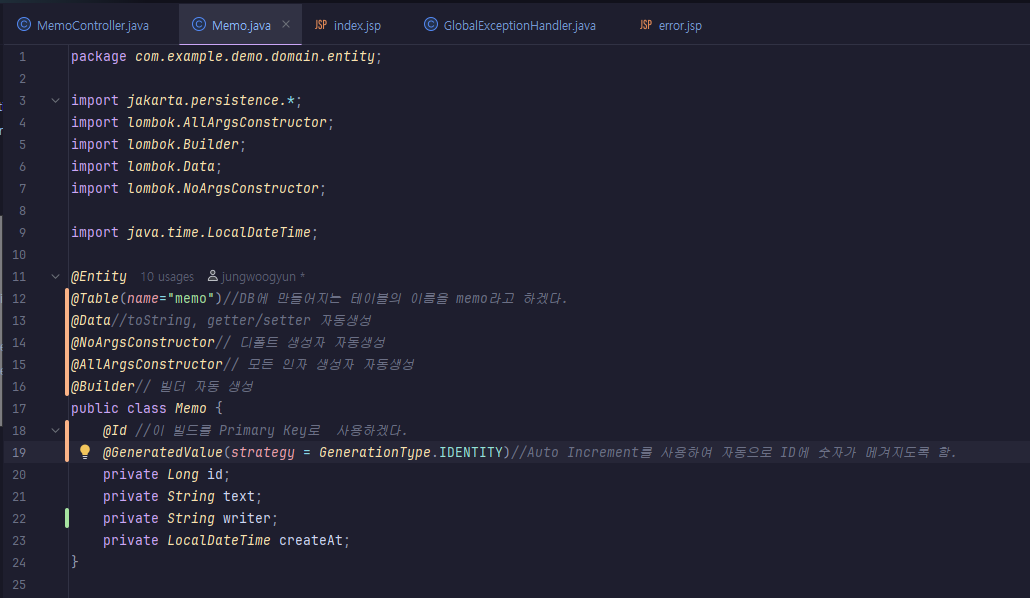 MemoController.java Memo.java × JSP index.jsp GlobalExceptionHandler.java JSP error.jsp
1 package com.example.demo.domain.entity;
2
3 import jakarta.persistence.*;
4 import lombok.AllArgsConstructor;
5 import lombok.Builder;
6 import lombok.Data;
7 import lombok.NoArgsConstructor;
8
9 import java.time.LocalDateTime;
10
11 @Entity 10 usages jungwoogyun *
12 @Table(name="memo")//DB에 만들어지는 테이블의 이름을 memo라고 하겠다.
13 @Data//toString, getter/setter 자동생성
14 @NoArgsConstructor// 디폴트 생성자 자동생성
15 @AllArgsConstructor// 모든 인자 생성자 자동생성
16 @Builder// 빌더 자동 생성
17 public class Memo {
18 @Id //이 빌드를 Primary Key로 사용하겠다.
19 @GeneratedValue(strategy = GenerationType.IDENTITY)//Auto Increment를 사용하여 자동으로 ID에 숫자가 메겨지도록 함.
20 private Long id;
21 private String text;
22 private String writer;
23 private LocalDateTime createAt;
24 }
25